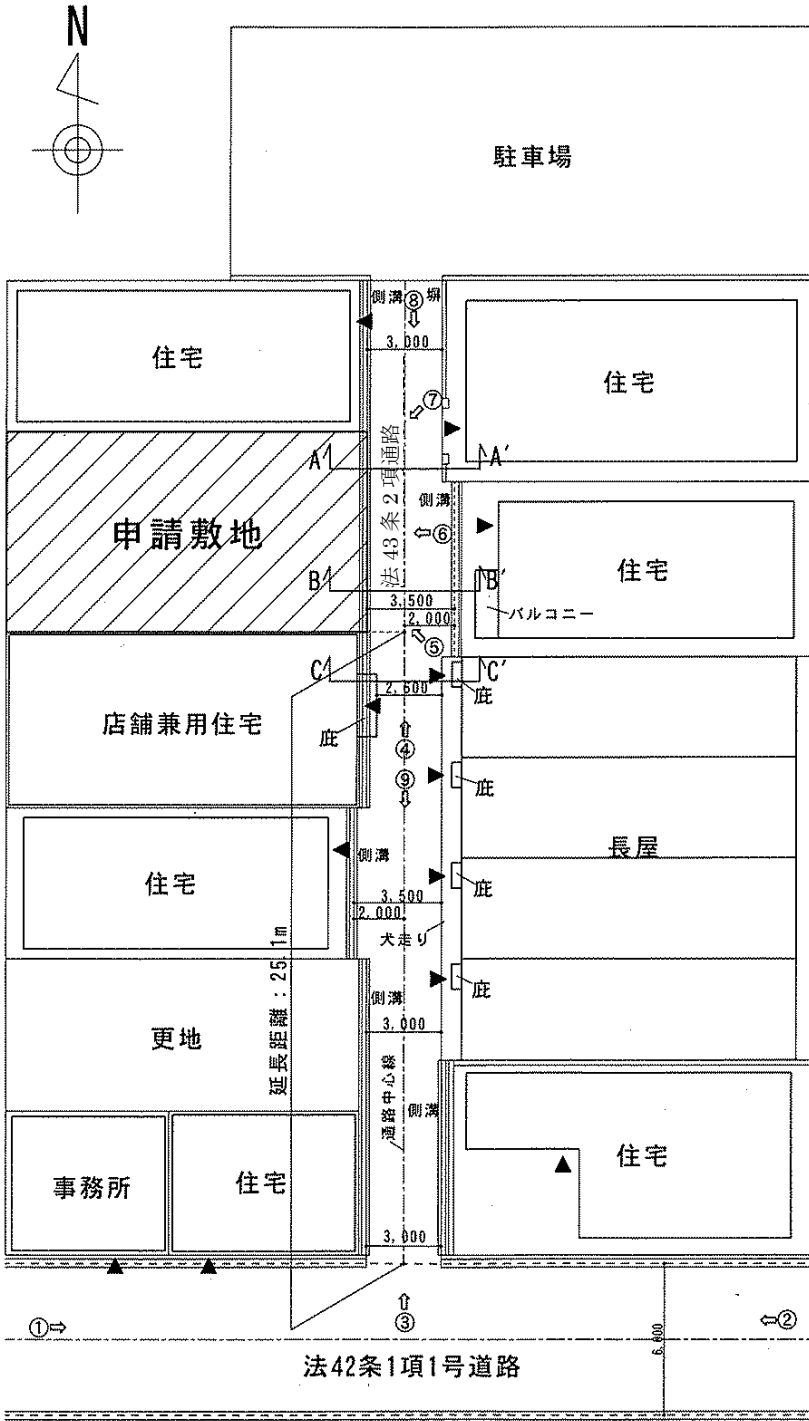 N
駐車場
側溝 ⑧ 塀
3,000
住宅
住宅
⑦
法43条2項通路
A A'
側溝
⑥
申請敷地
住宅
B B'
3,500
バルコニー
2,000
⑤
C C'
庇
2,600
店舗兼用住宅
庇
④
⑨
庇
長屋
側溝
住宅
庇
3,500
2,000
犬走り
延長距離:25.1m
庇
側溝
更地
3,000
通路中心線
側溝
住宅
事務所
住宅
3,000
① ③ ②
6,000
法42条1項1号道路